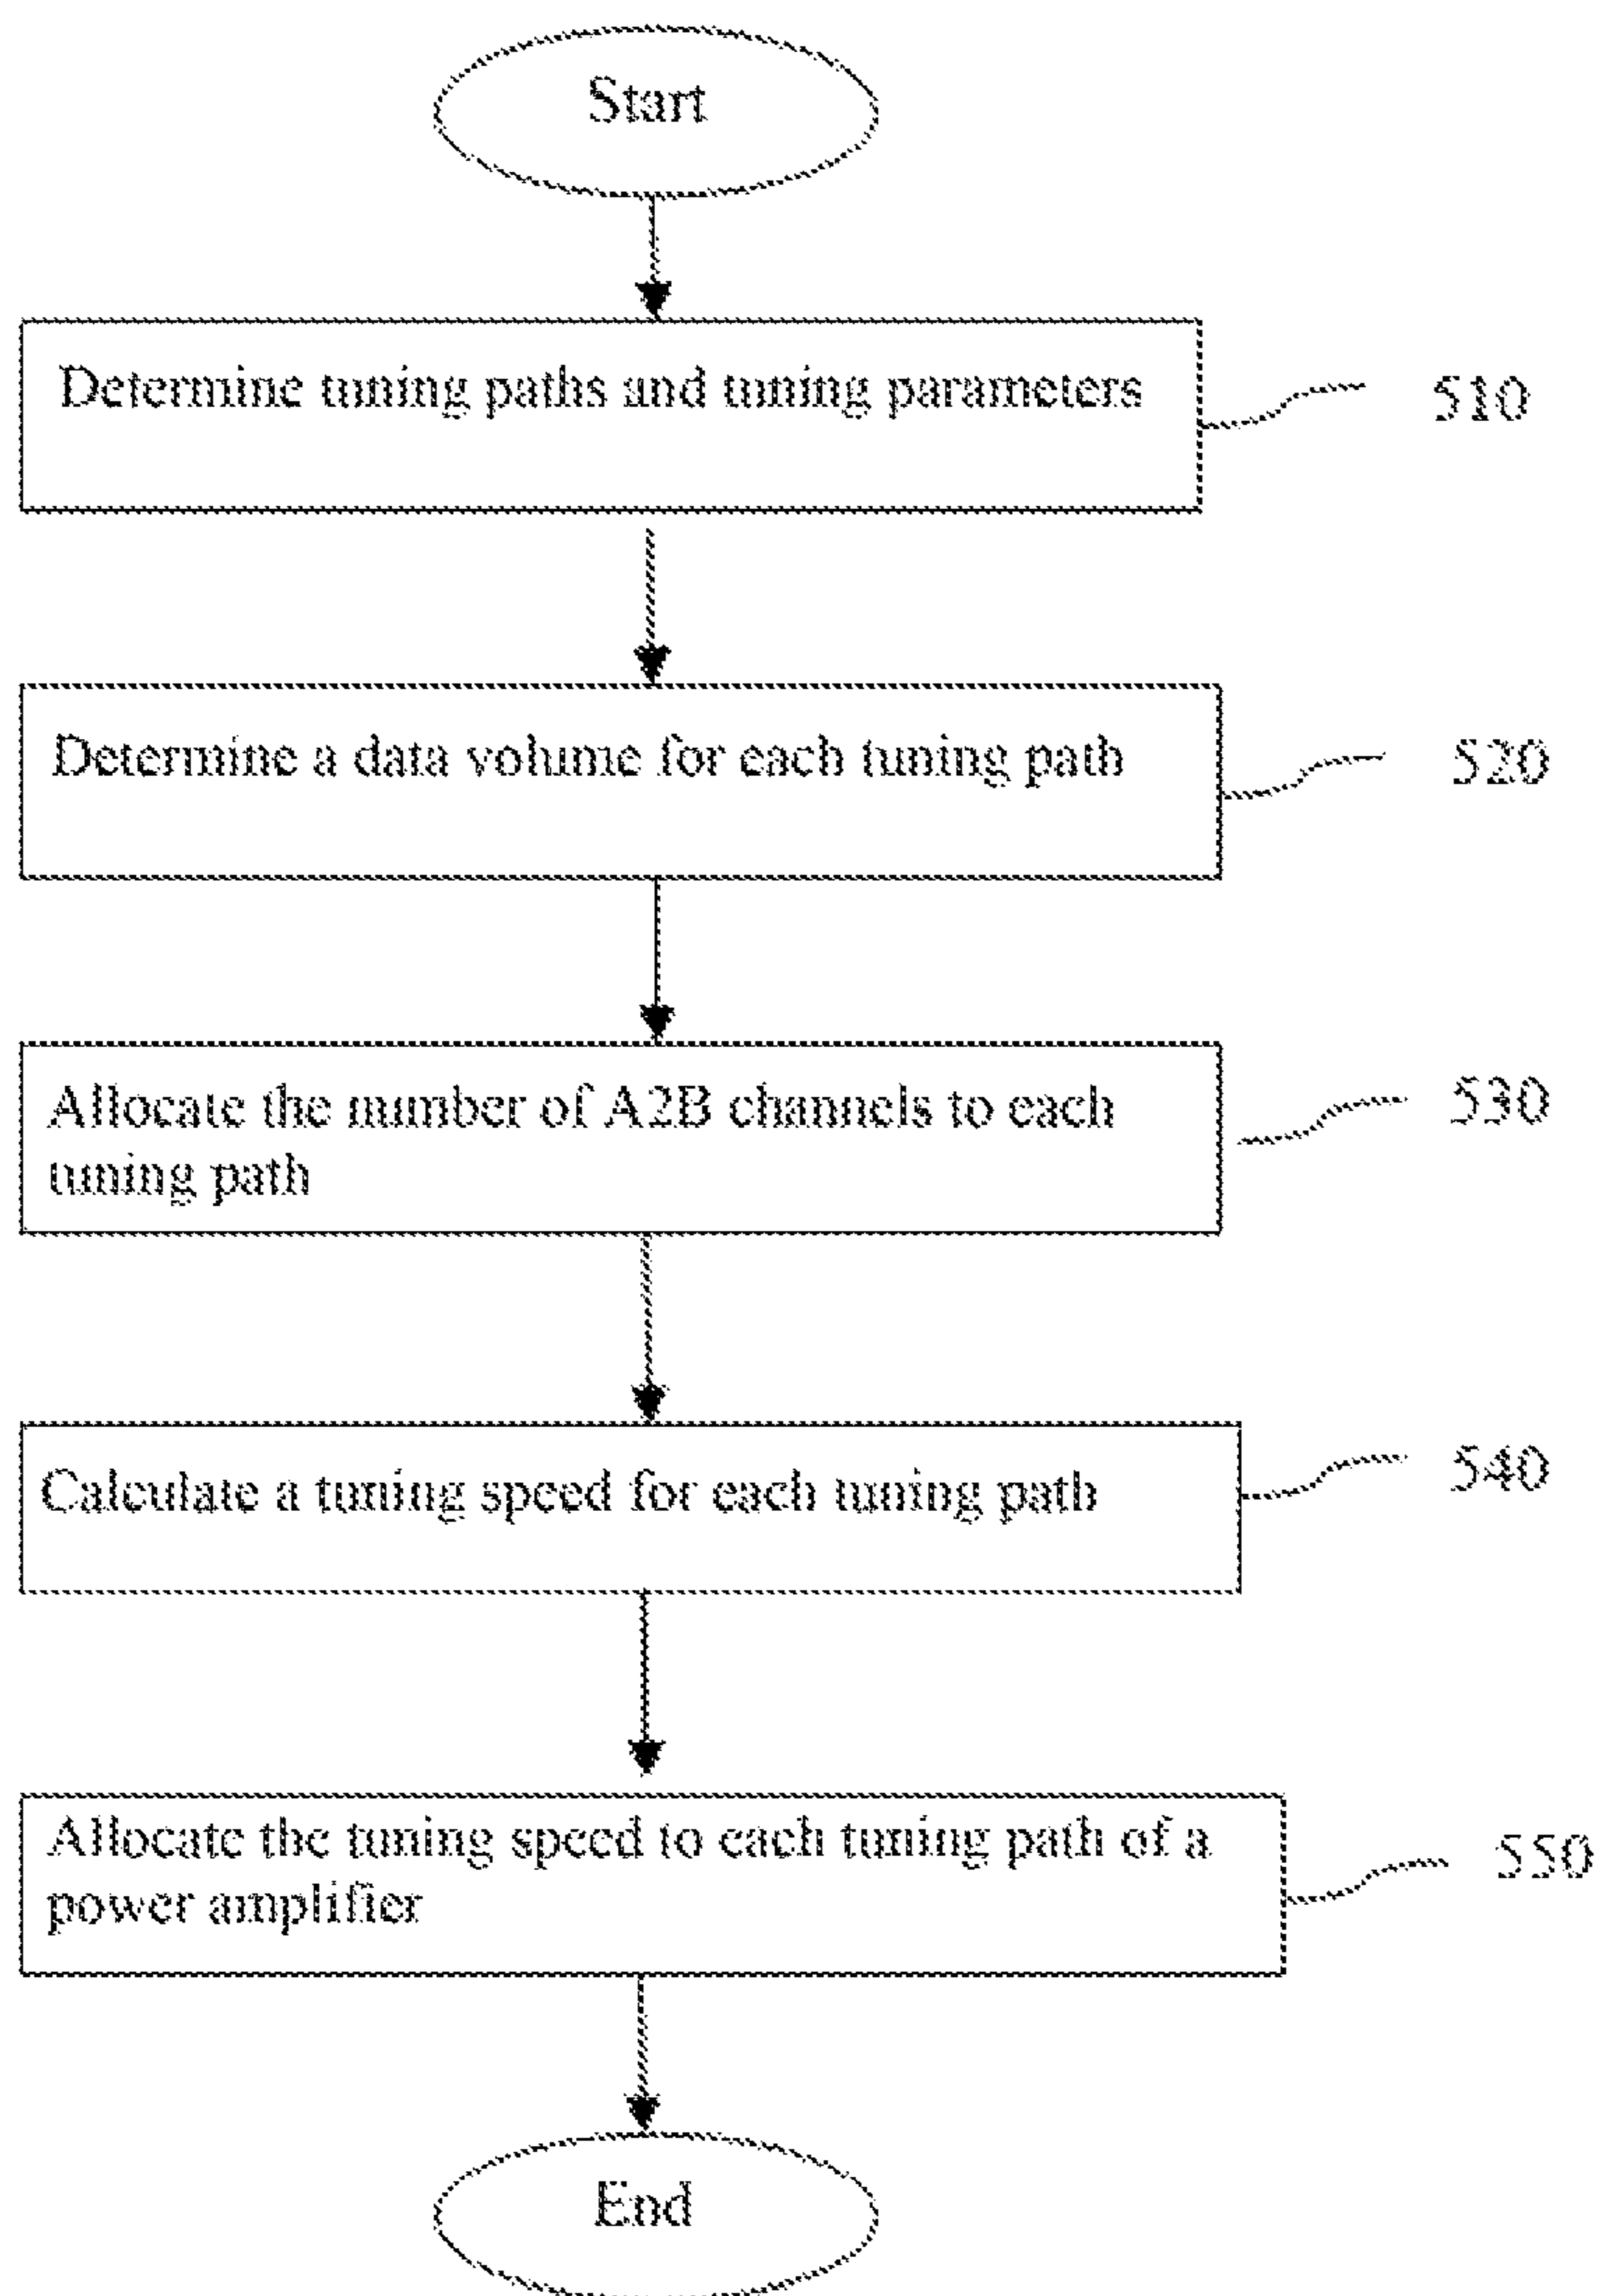 Start
Determine tuning paths and tuning parameters
510
Determine a data volume for each tuning path
520
Allocate the number of A2B channels to each
tuning path
530
Calculate a tuning speed for each tuning path
540
Allocate the tuning speed to each tuning path of a
power amplifier
550
End